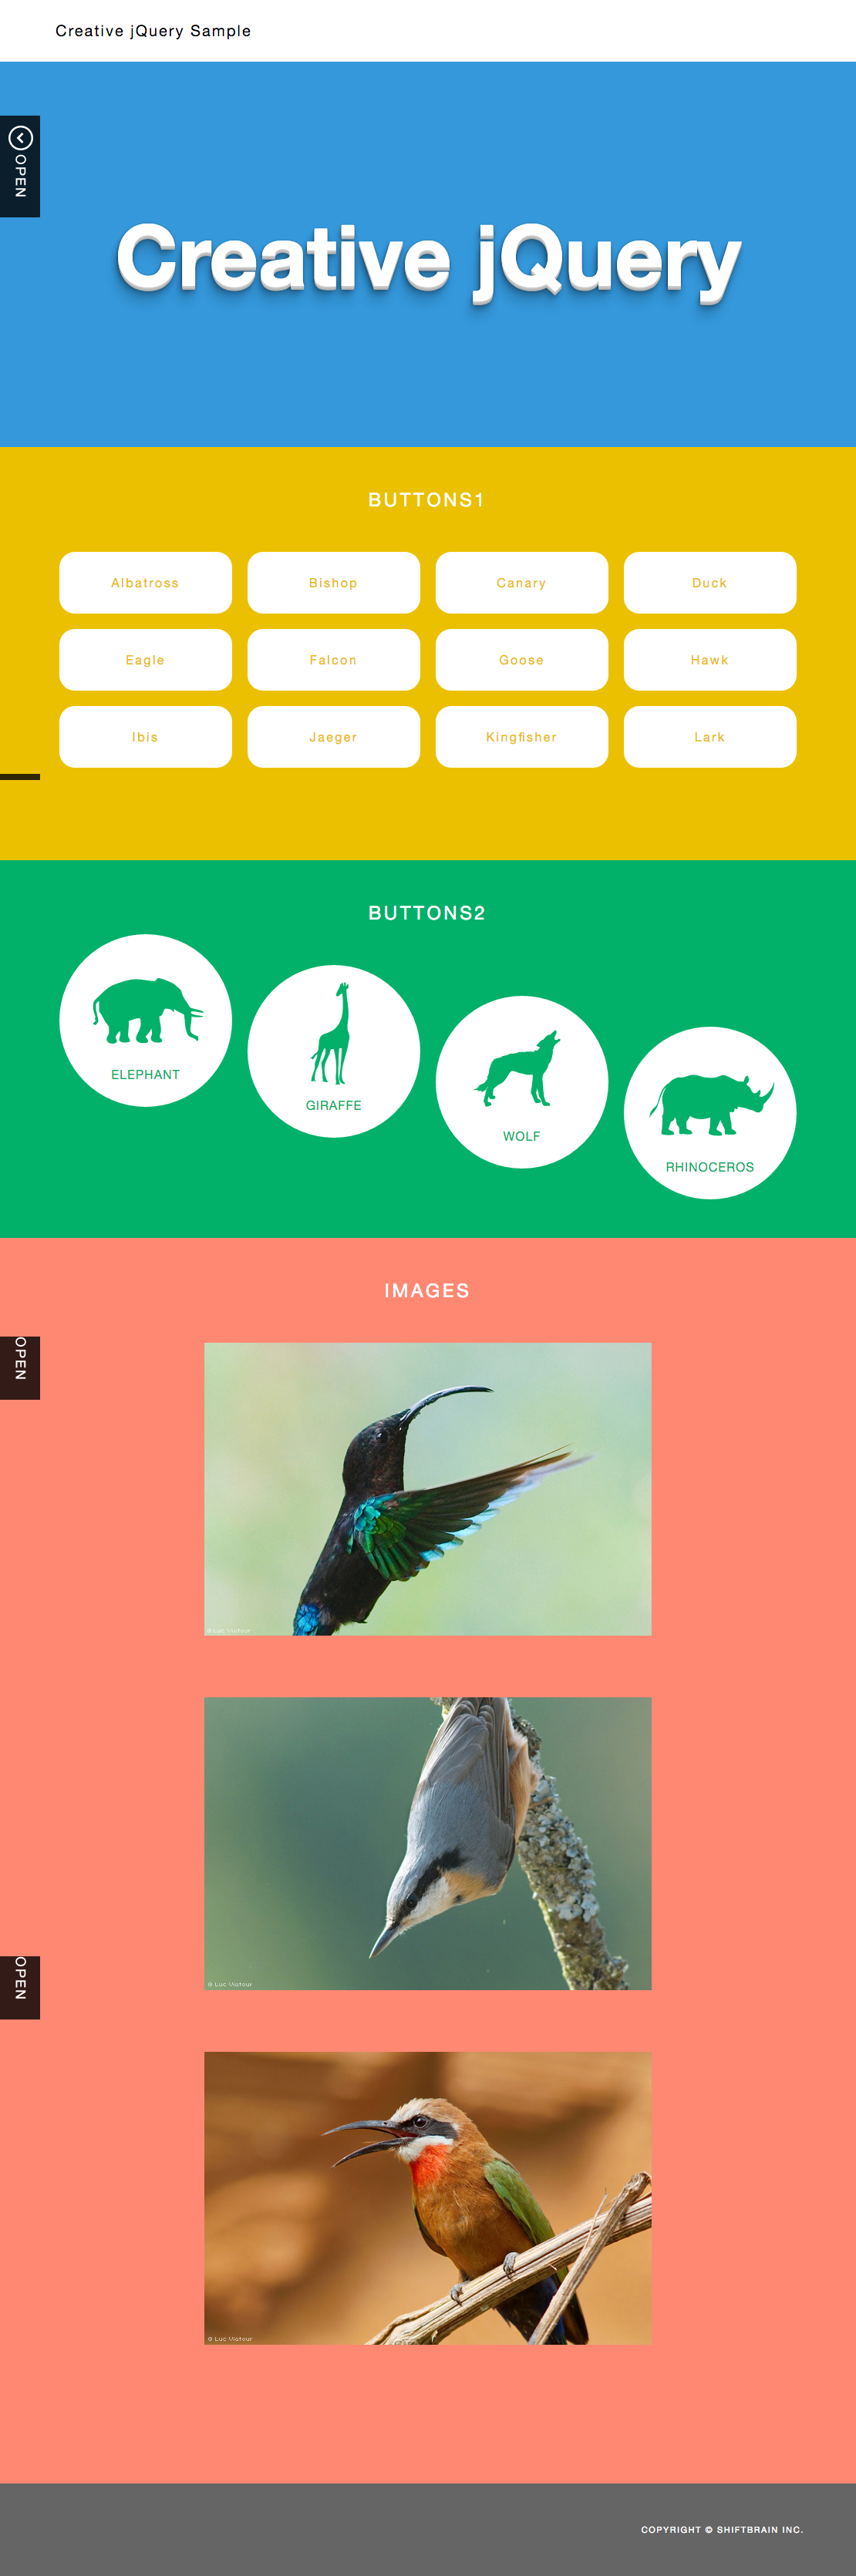 Creative jQuery Sample
OPEN
Creative jQuery
BUTTONS1
Albatross Bishop Canary Duck
Eagle Falcon Goose Hawk
Ibis Jaeger Kingfisher Lark
BUTTONS2
ELEPHANT
GIRAFFE
WOLF
RHINOCEROS
IMAGES
OPEN
© Luc Viatour
OPEN
© Luc Viatour
© Luc Viatour
COPYRIGHT © SHIFTBRAIN INC.